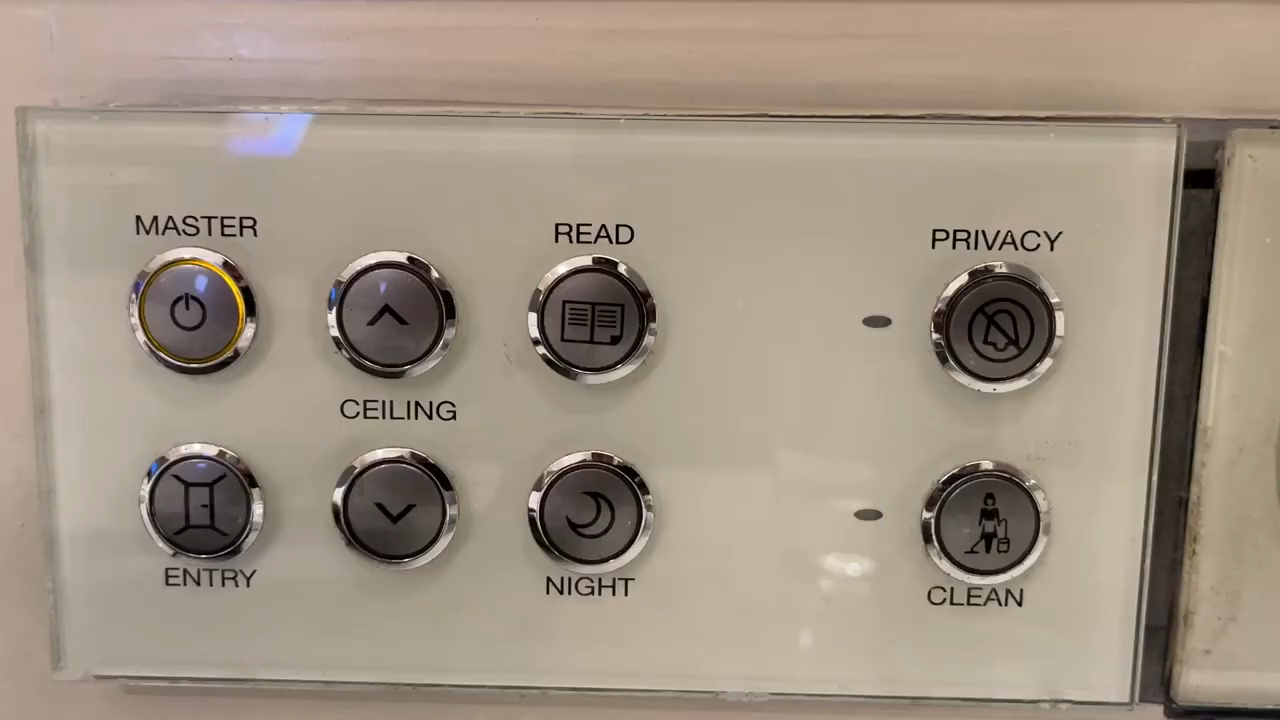 MASTER
READ
PRIVACY
CEILING
ENTRY
NIGHT
CLEAN